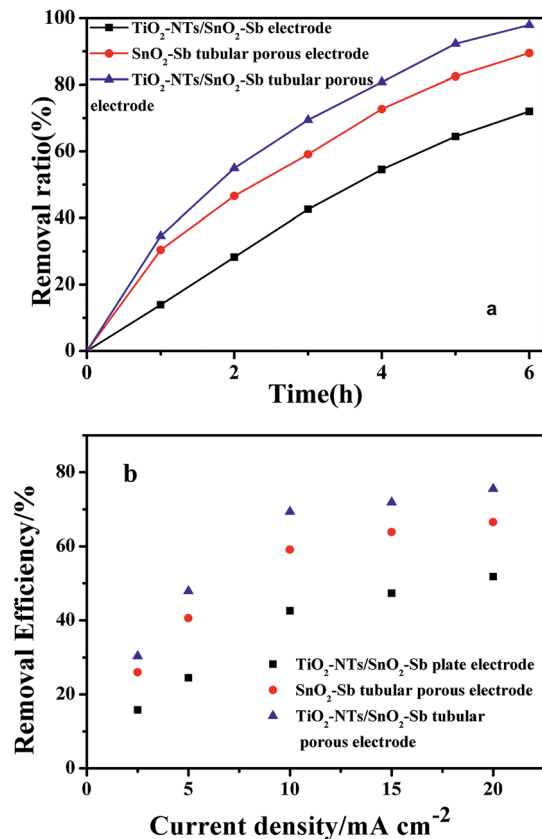 100
80
60
40
20
0
Removal ratio(%)
TiO2-NTs/SnO2-Sb electrode
SnO2-Sb tubular porous electrode
TiO2-NTs/SnO2-Sb tubular porous
electrode
a
0 2 4 6
Time(h)
80
60
40
20
0
Removal Efficiency/%
b
TiO2-NTs/SnO2-Sb plate electrode
SnO2-Sb tubular porous electrode
TiO2-NTs/SnO2-Sb tubular
porous electrode
0 5 10 15 20
Current density/mA cm-2